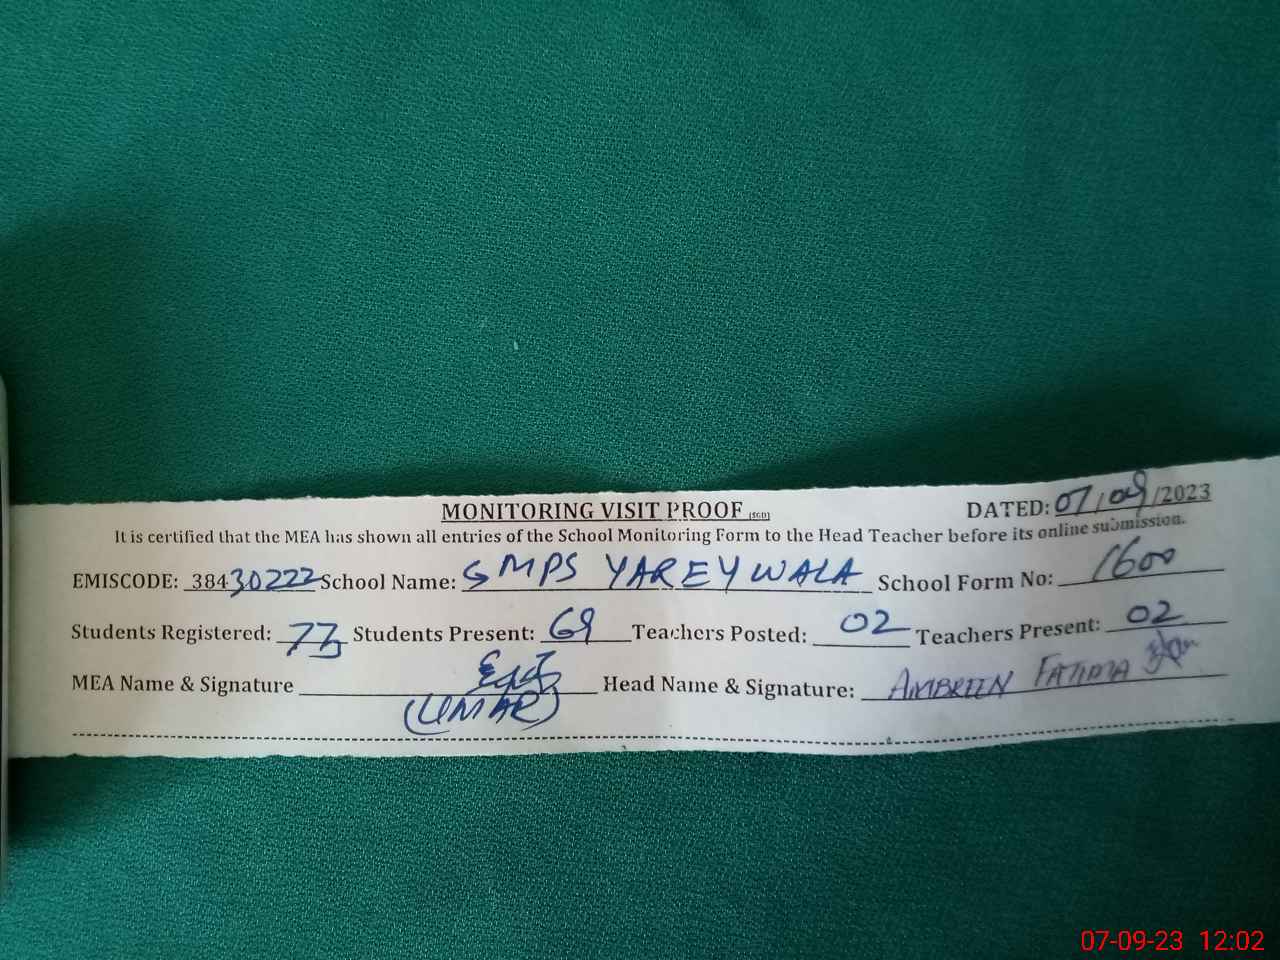 MONITORING VISIT PROOF (SGD) DATED: 07/09/2023
It is certified that the MEA has shown all entries of the School Monitoring Form to the Head Teacher before its online submission.
EMISCODE: 38430222 School Name: GMPS YAREYWALA School Form No: 1600
Students Registered: 73 Students Present: 69 Teachers Posted: 02 Teachers Present: 02
MEA Name & Signature Head Name & Signature: AMBREEN FATIMA
(UMAR)
07-09-23 12:02